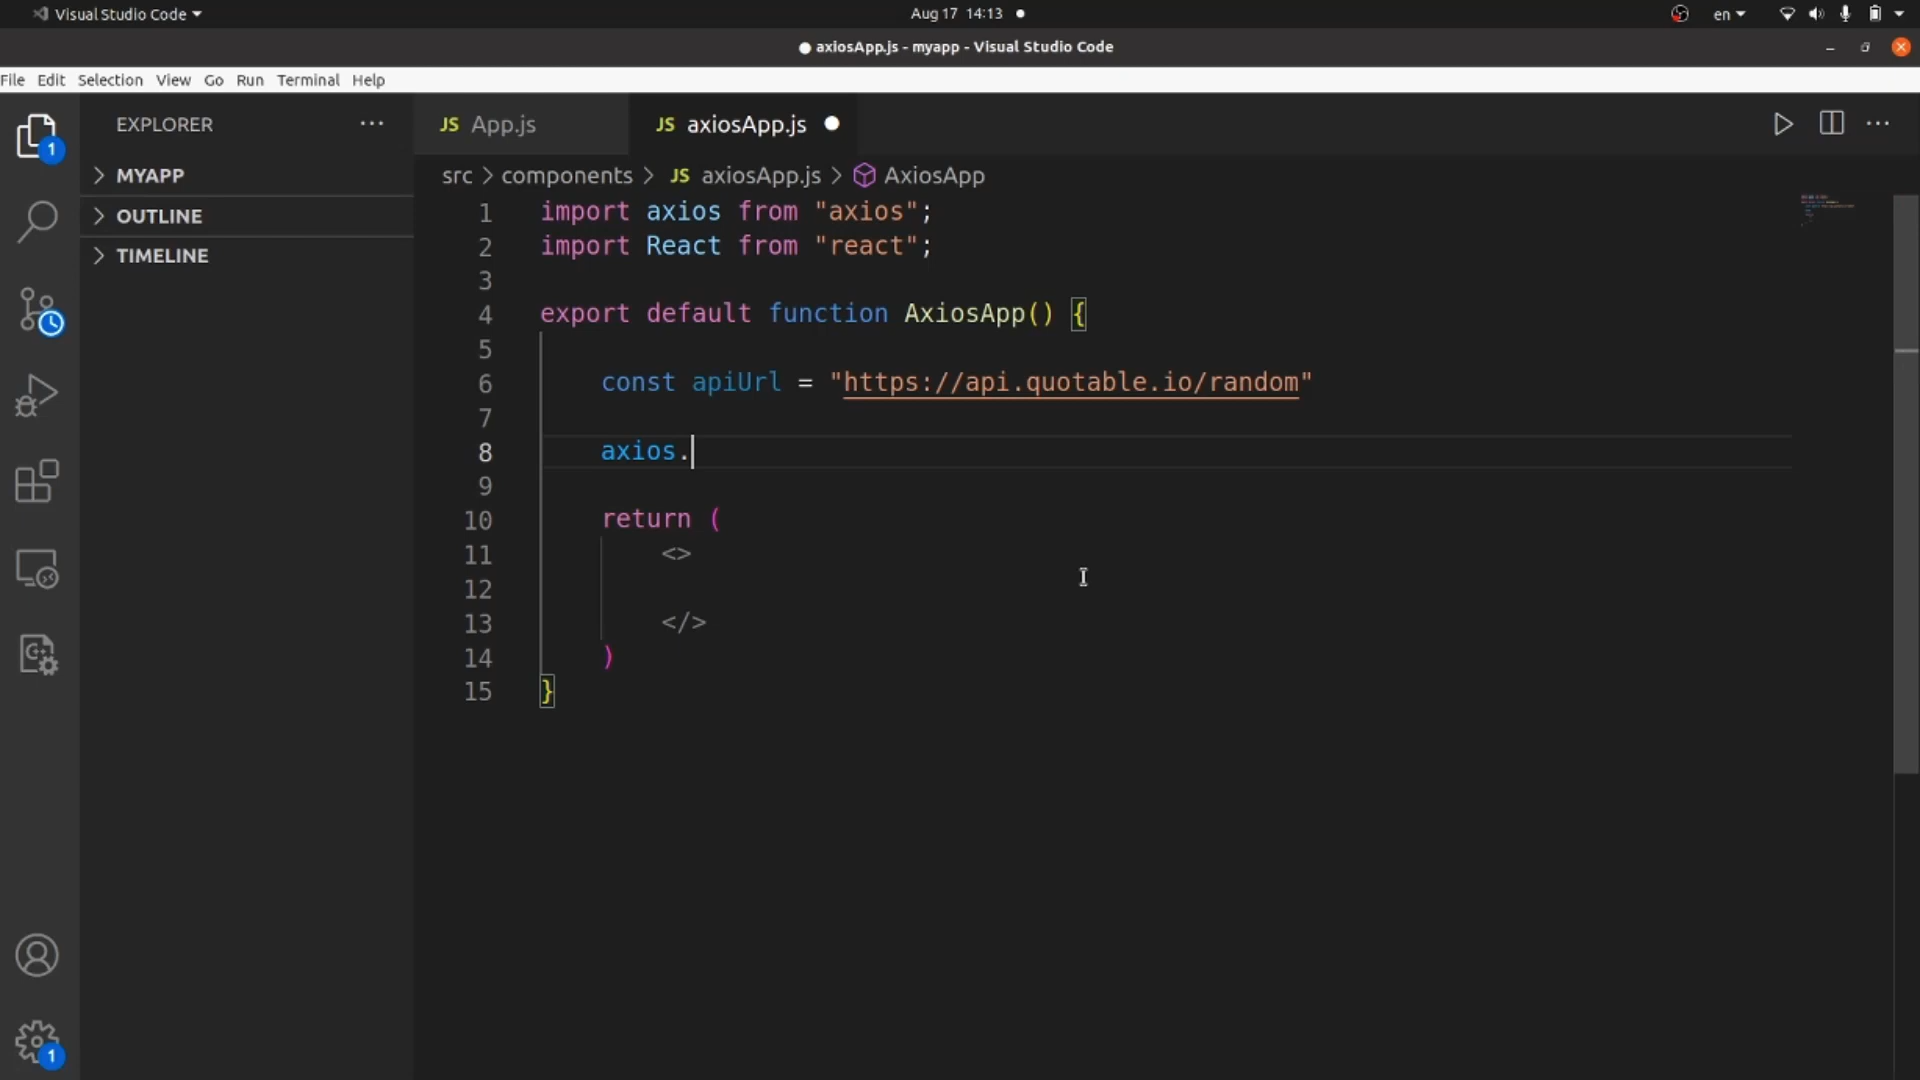 Visual Studio Code
Aug 17 14:13
en
axiosApp.js - myapp - Visual Studio Code
File Edit Selection View Go Run Terminal Help
EXPLORER
MYAPP
OUTLINE
TIMELINE
1
1
JS App.js
JS axiosApp.js
src > components > JS axiosApp.js > AxiosApp
1 import axios from "axios";
2 import React from "react";
3
4 export default function AxiosApp() {
5
6 const apiUrl = "https://api.quotable.io/random"
7
8 axios.
9
10 return (
11 <>
12
13 </>
14 )
15 }